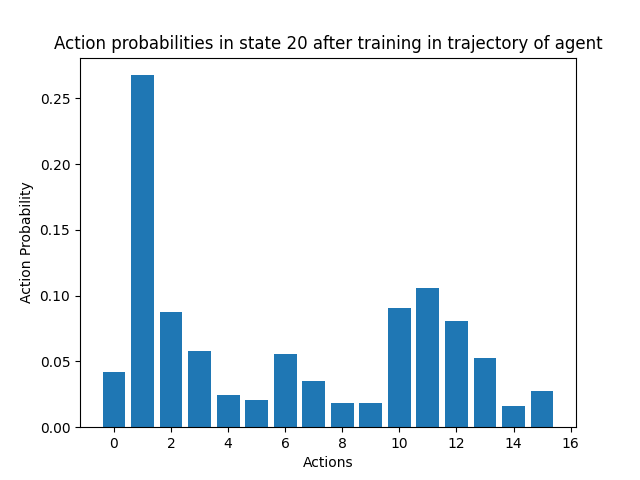 Action probabilities in state 20 after training in trajectory of agent
0.25
0.20
0.15
0.10
0.05
0.00
Action Probability
0 2 4 6 8 10 12 14 16
Actions